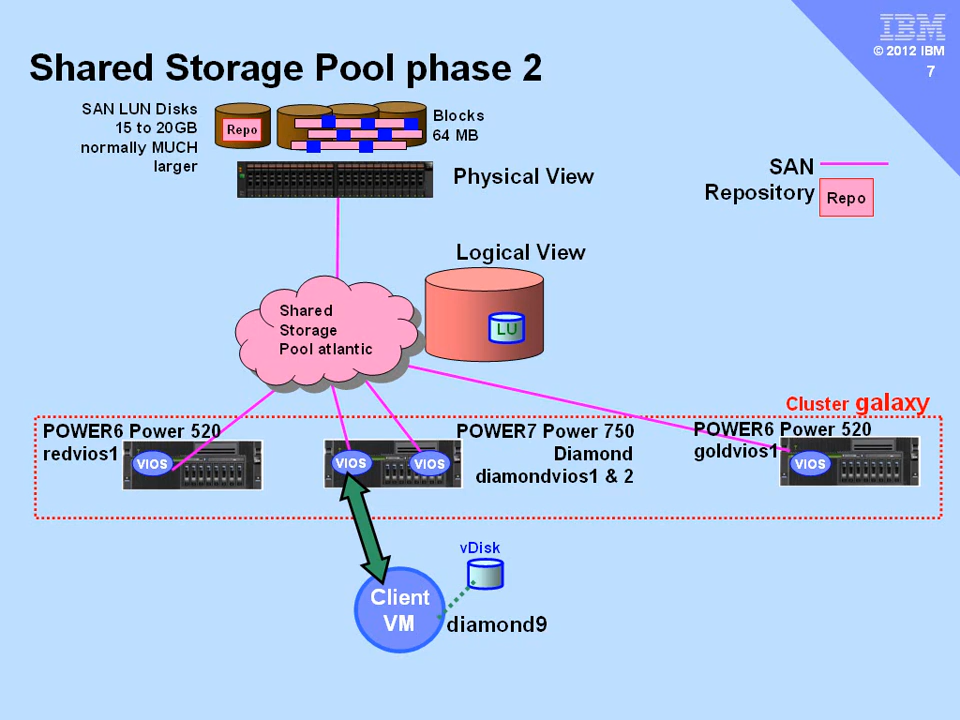 IBM
© 2012 IBM
7
Shared Storage Pool phase 2
SAN LUN Disks
15 to 20GB
normally MUCH
larger
Repo
Blocks
64 MB
Physical View
SAN
Repository
Repo
Logical View
LU
Shared
Storage
Pool atlantic
Cluster galaxy
POWER6 Power 520
redvios1
VIOS
VIOS
VIOS
POWER7 Power 750
Diamond
diamondvios1 & 2
POWER6 Power 520
goldvios1
VIOS
vDisk
Client
VM
diamond9